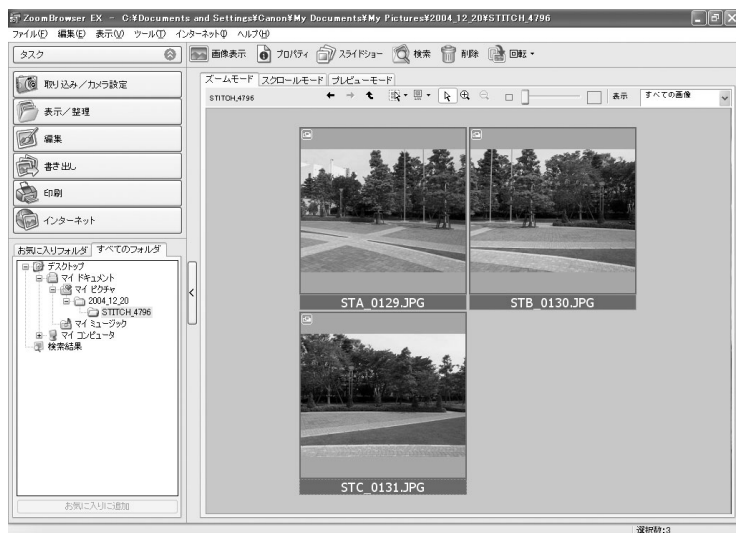 ZoomBrowser EX - C:¥Documents and Settings¥Canon¥My Documents¥My Pictures¥2004_12_20¥STITCH_4796
ファイル(F) 編集(E) 表示(V) ツール(T) インターネット(I) ヘルプ(H)
タスク
画像表示 プロパティ スライドショー 検索 削除 回転
取り込み/カメラ設定
表示/整理
編集
書き出し
印刷
インターネット
ズームモード スクロールモード プレビューモード
STITCH_4796
表示 すべての画像
お気に入りフォルダ すべてのフォルダ
デスクトップ
マイ ドキュメント
マイ ピクチャ
2004_12_20
STITCH_4796
マイ ミュージック
マイ コンピュータ
検索結果
STA_0129.JPG
STB_0130.JPG
STC_0131.JPG
お気に入りに追加
選択数:3